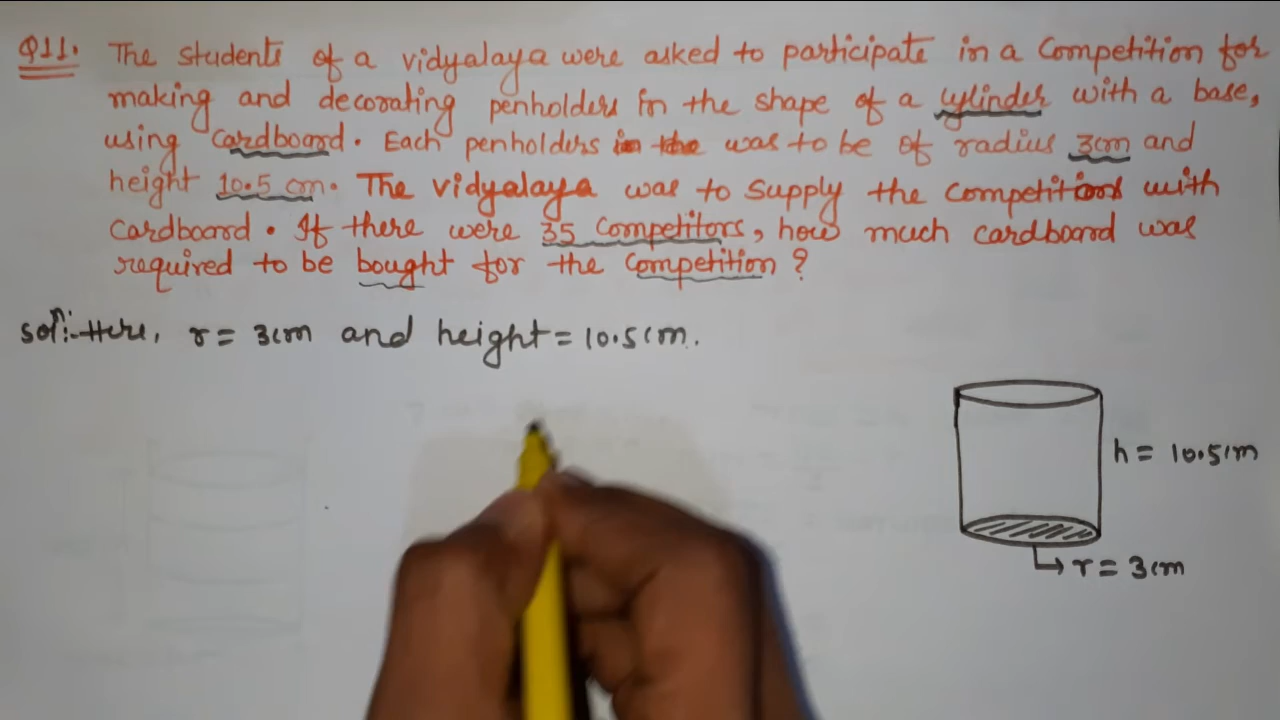 Q11. The students of a vidyalaya were asked to participate in a Competition for
making and decorating penholders in the shape of a cylinder with a base,
using cardboard. Each penholders in the was to be of radius 3cm and
height 10.5 cm. The vidyalaya was to supply the competitors with
cardboard. If there were 35 competitors, how much cardboard was
required to be bought for the competition ?
Soln:- Here, r = 3cm and height = 10.5cm.
h = 10.5cm
r = 3cm